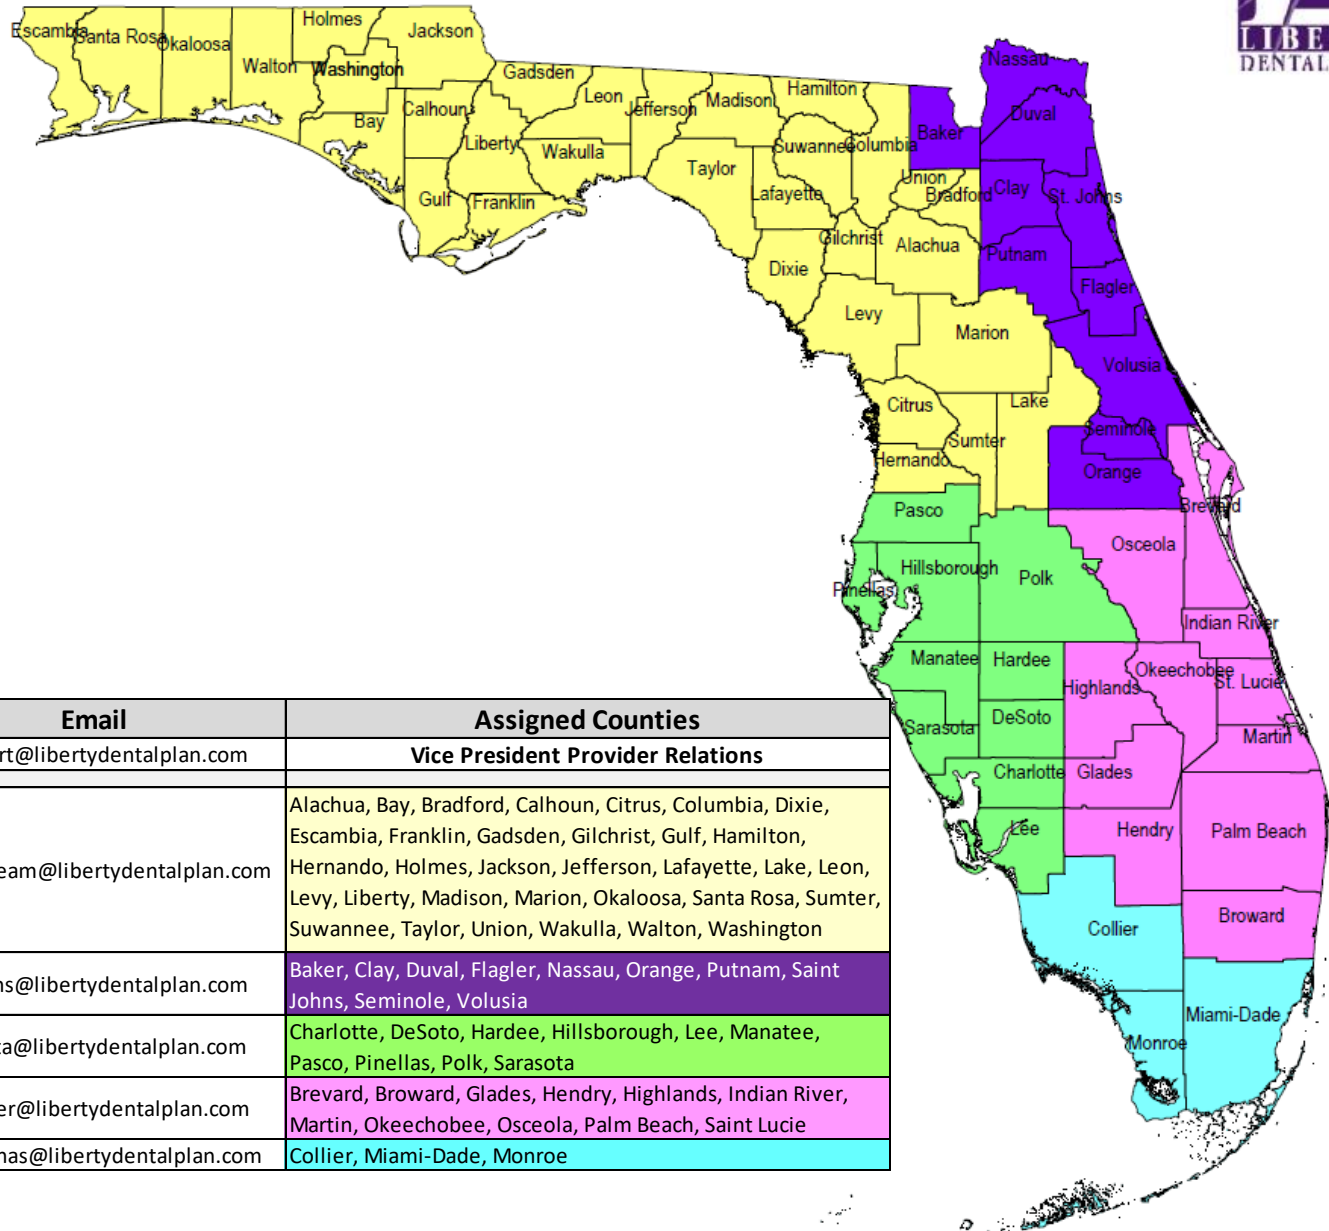 LIBE
DENTAL
Escambia
Santa Rosa
Okaloosa
Holmes
Jackson
Walton
Washington
Gadsden
Leon
Jefferson
Madison
Hamilton
Nassau
Calhoun
Bay
Liberty
Wakulla
Taylor
Suwannee
Columbia
Baker
Duval
Gulf
Franklin
Lafayette
Union
Bradford
Clay
St. Johns
Gilchrist
Alachua
Putnam
Dixie
Flagler
Levy
Marion
Volusia
Citrus
Lake
Sumter
Seminole
Hernando
Orange
Pasco
Brevard
Osceola
Hillsborough
Polk
Pinellas
Indian River
Manatee
Hardee
Okeechobee
Highlands
St. Lucie
Sarasota
DeSoto
Martin
Charlotte
Glades
Lee
Hendry
Palm Beach
Collier
Broward
Miami-Dade
Monroe
Email
Assigned Counties
rt@libertydentalplan.com
Vice President Provider Relations
eam@libertydentalplan.com
Alachua, Bay, Bradford, Calhoun, Citrus, Columbia, Dixie,
Escambia, Franklin, Gadsden, Gilchrist, Gulf, Hamilton,
Hernando, Holmes, Jackson, Jefferson, Lafayette, Lake, Leon,
Levy, Liberty, Madison, Marion, Okaloosa, Santa Rosa, Sumter,
Suwannee, Taylor, Union, Wakulla, Walton, Washington
ns@libertydentalplan.com
Baker, Clay, Duval, Flagler, Nassau, Orange, Putnam, Saint
Johns, Seminole, Volusia
ta@libertydentalplan.com
Charlotte, DeSoto, Hardee, Hillsborough, Lee, Manatee,
Pasco, Pinellas, Polk, Sarasota
er@libertydentalplan.com
Brevard, Broward, Glades, Hendry, Highlands, Indian River,
Martin, Okeechobee, Osceola, Palm Beach, Saint Lucie
nas@libertydentalplan.com
Collier, Miami-Dade, Monroe